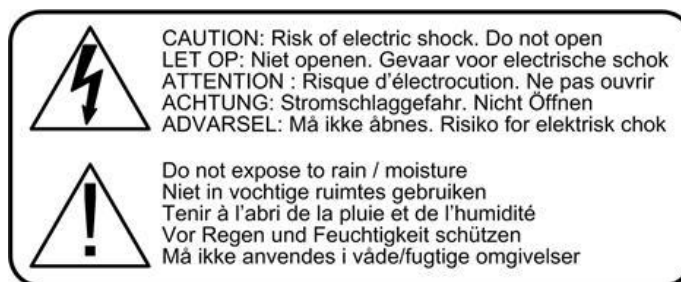 CAUTION: Risk of electric shock. Do not open
LET OP: Niet openen. Gevaar voor electrische schok
ATTENTION : Risque d'électrocution. Ne pas ouvrir
ACHTUNG: Stromschlaggefahr. Nicht Öffnen
ADVARSEL: Må ikke åbnes. Risiko for elektrisk chok
!
Do not expose to rain / moisture
Niet in vochtige ruimtes gebruiken
Tenir à l'abri de la pluie et de l'humidité
Vor Regen und Feuchtigkeit schützen
Må ikke anvendes i våde/fugtige omgivelser